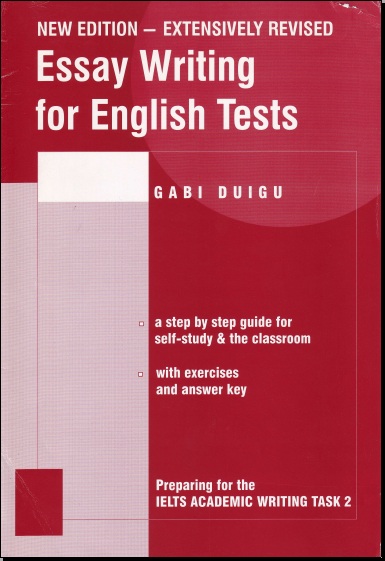 NEW EDITION – EXTENSIVELY REVISED
Essay Writing
for English Tests
GABI DUIGU
a step by step guide for
self-study & the classroom
with exercises
and answer key
Preparing for the
IELTS ACADEMIC WRITING TASK 2